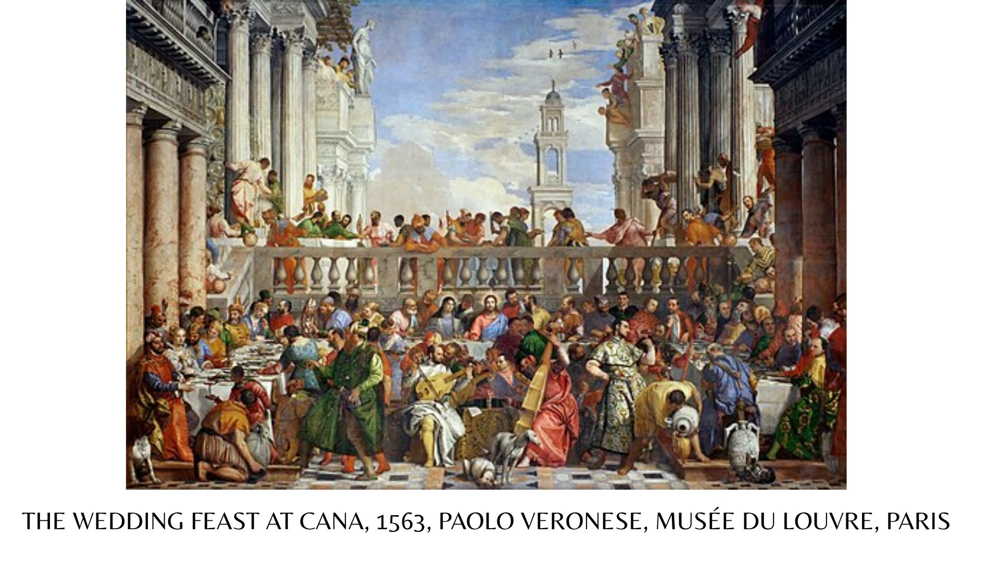 THE WEDDING FEAST AT CANA, 1563, PAOLO VERONESE, MUSÉE DU LOUVRE, PARIS